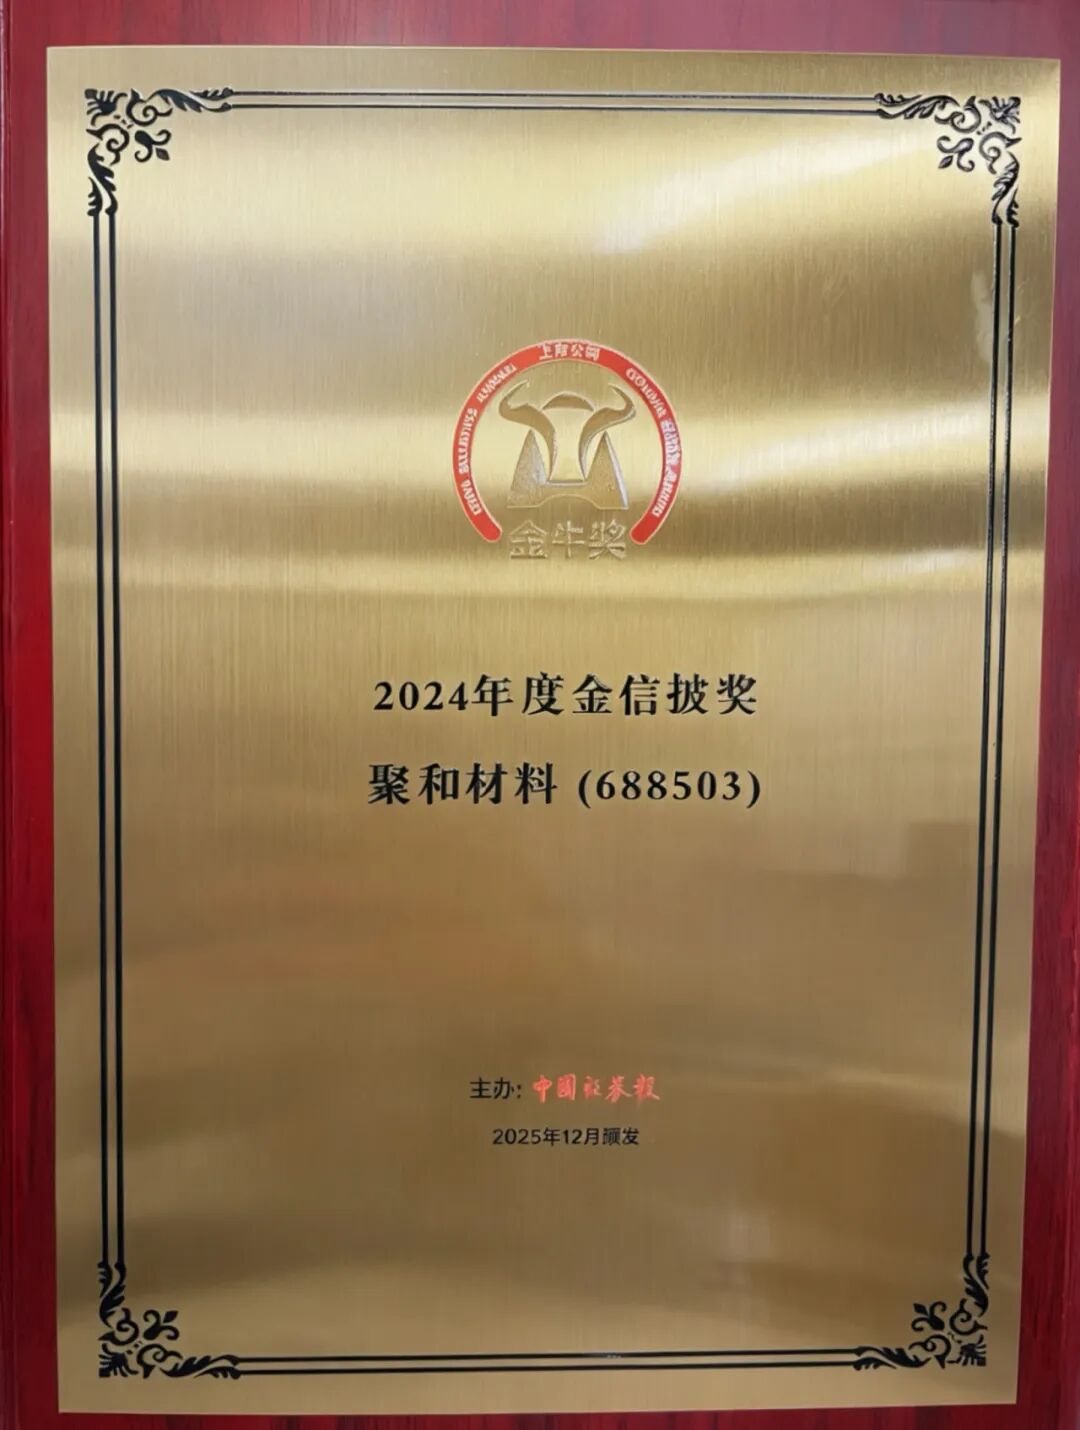 上市公司
金牛奖
2024年度金信披奖
聚和材料 (688503)
主办: 中國证券报
2025年12月颁发